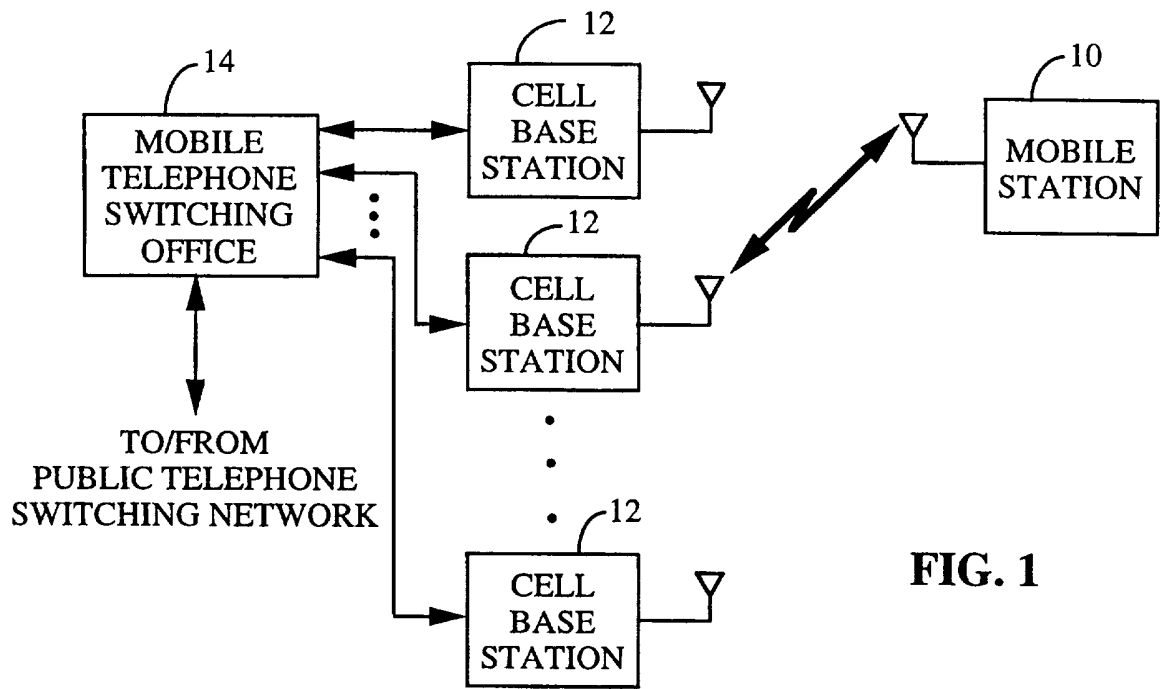 14
MOBILE
TELEPHONE
SWITCHING
OFFICE
TO/FROM
PUBLIC TELEPHONE
SWITCHING NETWORK
12
CELL
BASE
STATION
12
CELL
BASE
STATION
12
CELL
BASE
STATION
10
MOBILE
STATION
FIG. 1